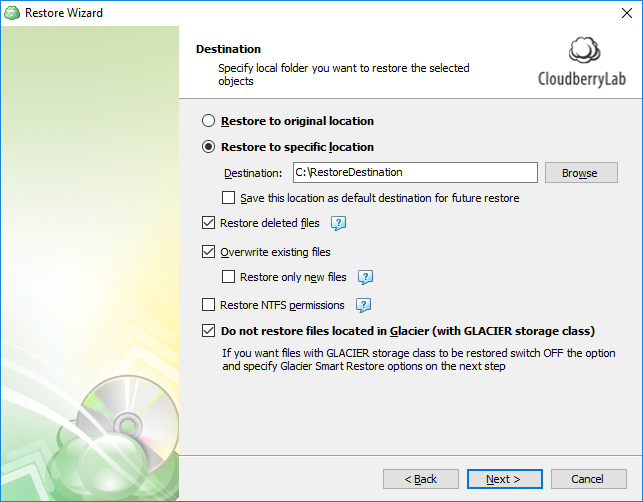 Restore Wizard
Destination
Specify local folder you want to restore the selected
objects
CloudberryLab
Restore to original location
Restore to specific location
Destination: C:\RestoreDestination Browse
Save this location as default destination for future restore
Restore deleted files ?
Overwrite existing files
Restore only new files ?
Restore NTFS permissions ?
Do not restore files located in Glacier (with GLACIER storage class)
If you want files with GLACIER storage class to be restored switch OFF the option
and specify Glacier Smart Restore options on the next step
< Back Next > Cancel